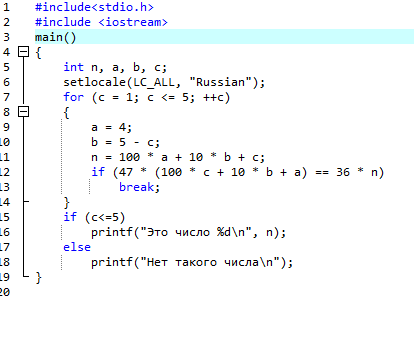 1 #include<stdio.h>
2 #include <iostream>
3 main()
4 {
5 int n, a, b, c;
6 setlocale(LC_ALL, "Russian");
7 for (c = 1; c <= 5; ++c)
8 {
9 a = 4;
10 b = 5 - c;
11 n = 100 * a + 10 * b + c;
12 if (47 * (100 * c + 10 * b + a) == 36 * n)
13 break;
14 }
15 if (c<=5)
16 printf("Это число %d\n", n);
17 else
18 printf("Нет такого числа\n");
19 }
20